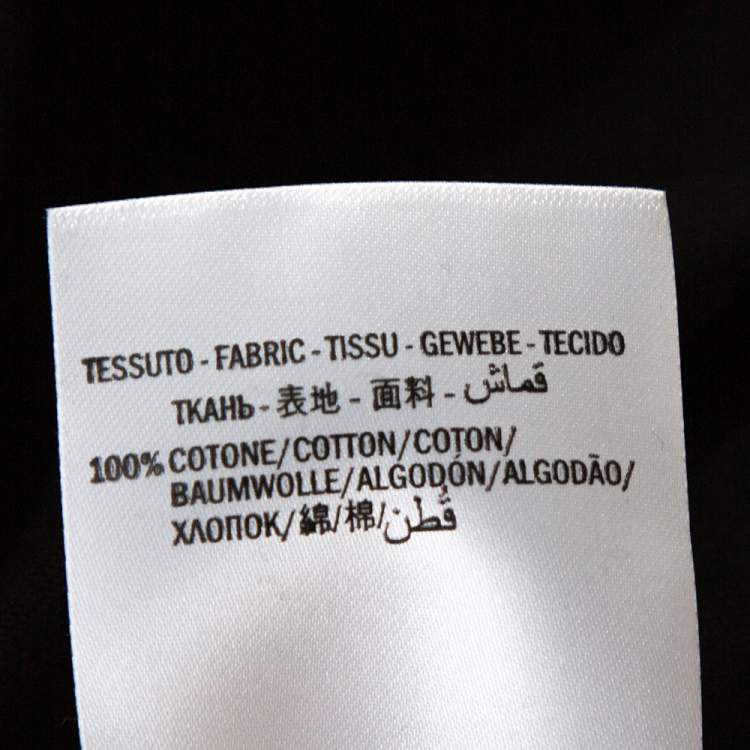 TESSUTO - FABRIC - TISSU - GEWEBE - TECIDO
ТКАНЬ - 表地 - 面料 - قماش
100% COTONE/COTTON/COTON/
BAUMWOLLE/ALGODÓN/ALGODÃO/
ХЛОПОК/綿/棉/قُطن